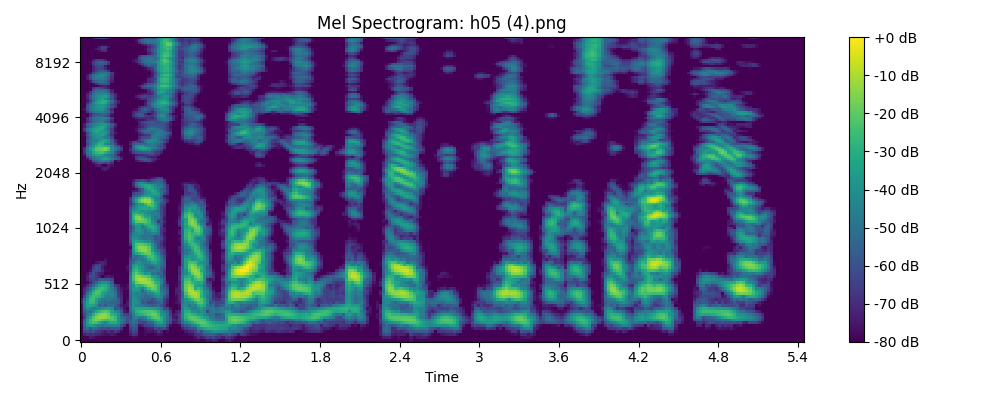 Mel Spectrogram: h05 (4).png
+0 dB
8192
-10 dB
4096
-20 dB
-30 dB
Hz
2048
-40 dB
1024
-50 dB
-60 dB
512
-70 dB
0
-80 dB
0 0.6 1.2 1.8 2.4 3 3.6 4.2 4.8 5.4
Time